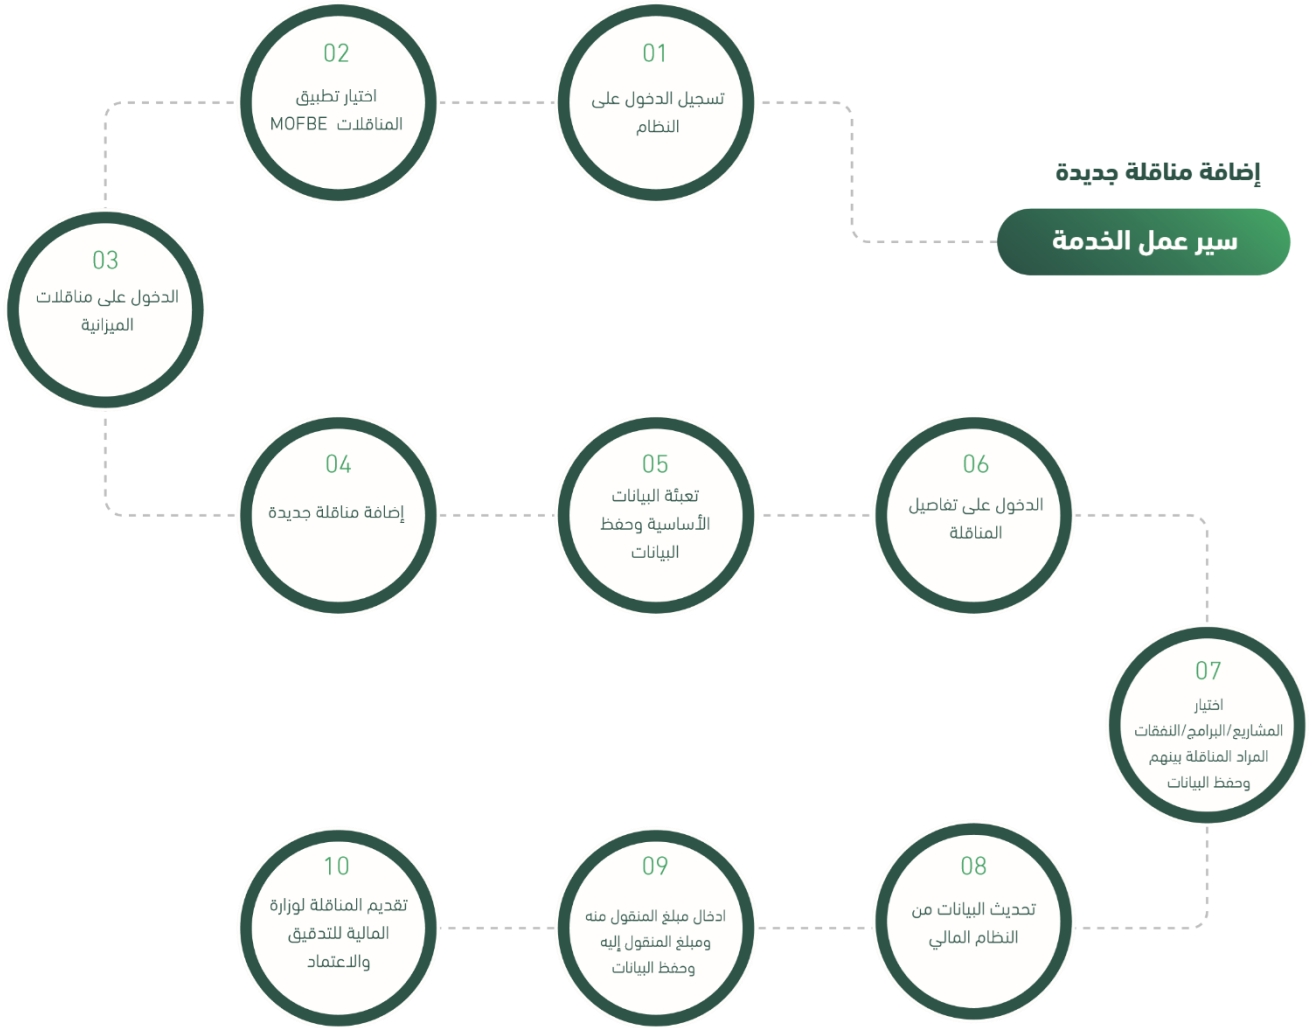 إضافة مناقلة جديدة
سير عمل الخدمة
01
تسجيل الدخول على
النظام
02
اختيار تطبيق
المناقلات MOFBE
03
الدخول على مناقلات
الميزانية
04
إضافة مناقلة جديدة
05
تعبئة البيانات
الأساسية وحفظ
البيانات
06
الدخول على تفاصيل
المناقلة
07
اختيار
المشاريع/البرامج/النفقات
المراد المناقلة بينهم
وحفظ البيانات
08
تحديث البيانات من
النظام المالي
09
ادخال مبلغ المنقول منه
ومبلغ المنقول إليه
وحفظ البيانات
10
تقديم المناقلة لوزارة
المالية للتدقيق
والاعتماد